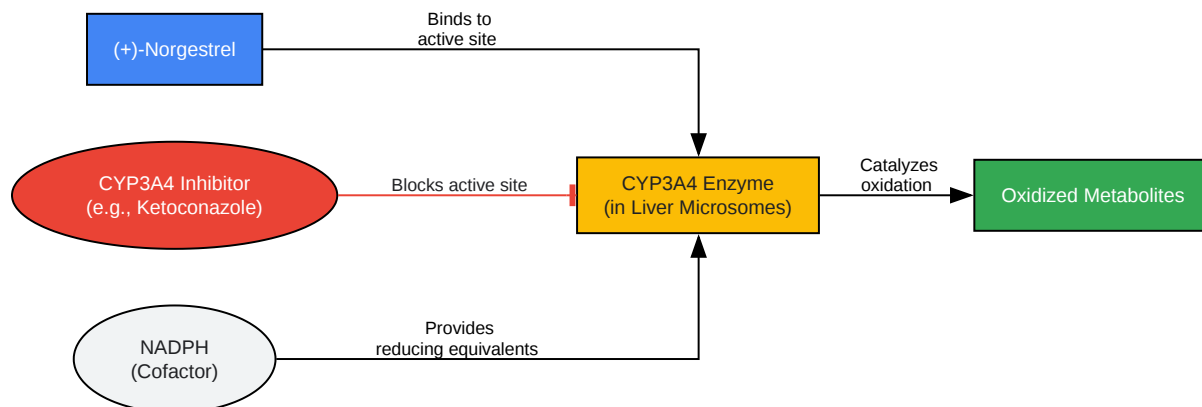 (+)-Norgestrel
Binds to
active site
CYP3A4 Inhibitor
(e.g., Ketoconazole)
Blocks active site
CYP3A4 Enzyme
(in Liver Microsomes)
Catalyzes
oxidation
Oxidized Metabolites
NADPH
(Cofactor)
Provides
reducing equivalents